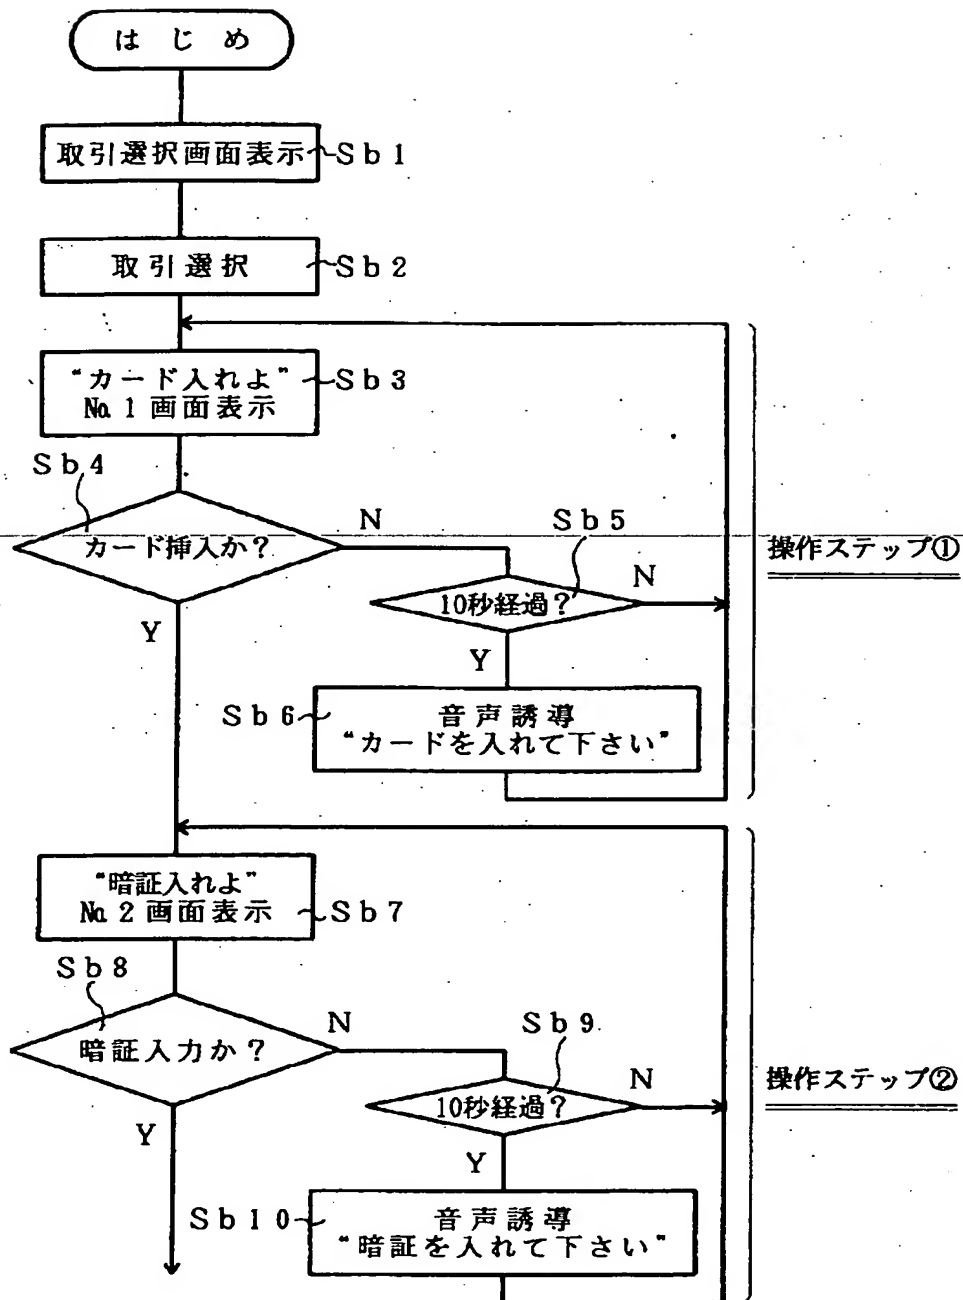 はじめ
取引選択画面表示
Sb1
取引選択
Sb2
“カード入れよ”
No.1画面表示
Sb3
Sb4
カード挿入か?
N
Y
Sb5
10秒経過?
N
Y
Sb6
音声誘導
“カードを入れて下さい”
操作ステップ①
“暗証入れよ”
No.2画面表示
Sb7
Sb8
暗証入力か?
N
Y
Sb9
10秒経過?
N
Y
Sb10
音声誘導
“暗証を入れて下さい”
操作ステップ②